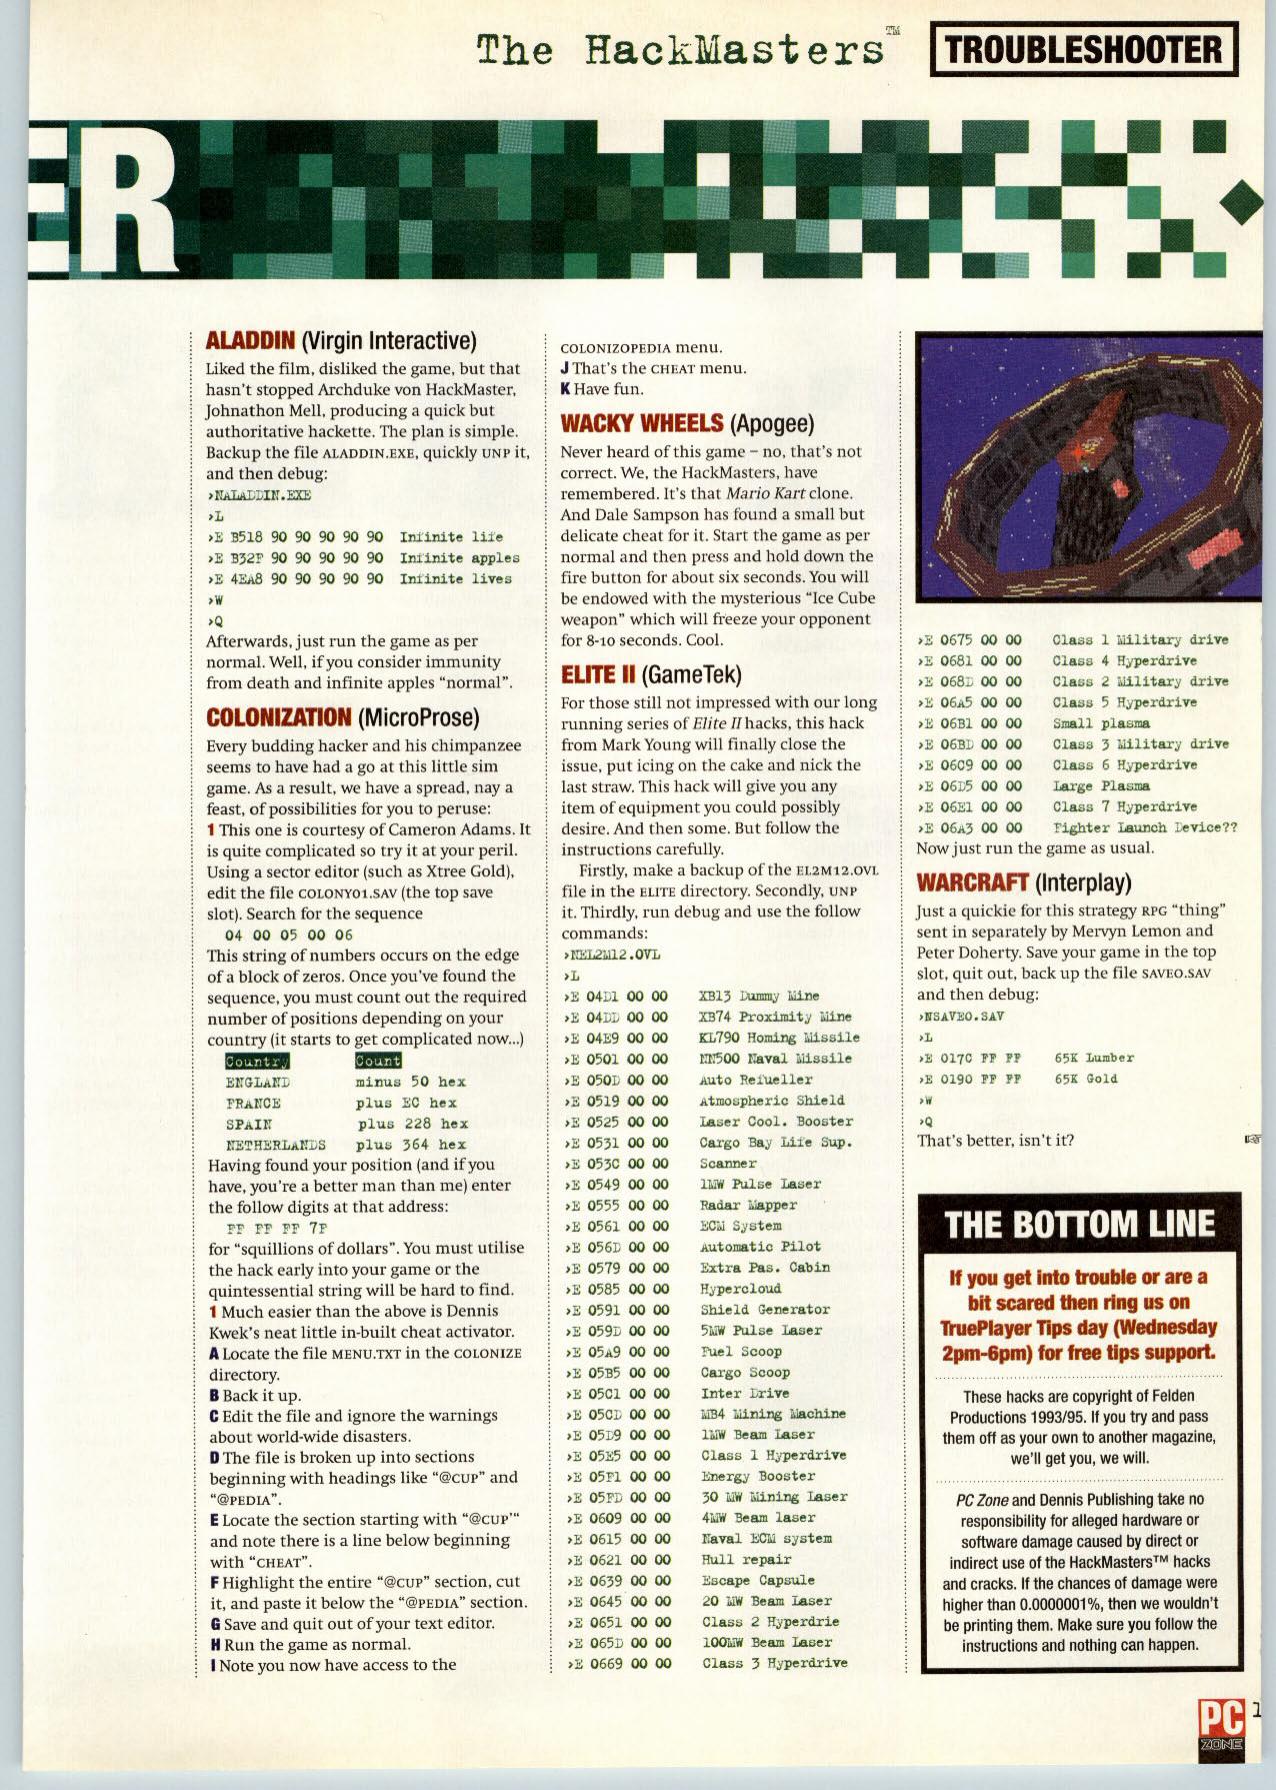 The HackMasters™
TROUBLESHOOTER
ER
ALADDIN (Virgin Interactive)
Liked the film, disliked the game, but that
hasn't stopped Archduke von HackMaster,
Johnathon Mell, producing a quick but
authoritative hackette. The plan is simple.
Backup the file ALADDIN.EXE, quickly UNP it,
and then debug:
>NALADDIN.EXE
>L
>E B518 90 90 90 90 90 Infinite life
>E B32F 90 90 90 90 90 Infinite apples
>E 4EA8 90 90 90 90 90 Infinite lives
>W
>Q
Afterwards, just run the game as per
normal. Well, if you consider immunity
from death and infinite apples “normal”.
COLONIZATION (MicroProse)
Every budding hacker and his chimpanzee
seems to have had a go at this little sim
game. As a result, we have a spread, nay a
feast, of possibilities for you to peruse:
1 This one is courtesy of Cameron Adams. It
is quite complicated so try it at your peril.
Using a sector editor (such as Xtree Gold),
edit the file COLONY01.SAV (the top save
slot). Search for the sequence
04 00 05 00 06
This string of numbers occurs on the edge
of a block of zeros. Once you've found the
sequence, you must count out the required
number of positions depending on your
country (it starts to get complicated now...)
Country Count
ENGLAND minus 50 hex
FRANCE plus EC hex
SPAIN plus 228 hex
NETHERLANDS plus 364 hex
Having found your position (and if you
have, you're a better man than me) enter
the follow digits at that address:
FF FF FF 7F
for “squillions of dollars”. You must utilise
the hack early into your game or the
quintessential string will be hard to find.
1 Much easier than the above is Dennis
Kwek's neat little in-built cheat activator.
A Locate the file MENU.TXT in the COLONIZE
directory.
B Back it up.
C Edit the file and ignore the warnings
about world-wide disasters.
D The file is broken up into sections
beginning with headings like “@CUP” and
“@PEDIA”.
E Locate the section starting with “@CUP'“
and note there is a line below beginning
with “CHEAT”.
F Highlight the entire “@CUP” section, cut
it, and paste it below the “@PEDIA” section.
G Save and quit out of your text editor.
H Run the game as normal.
I Note you now have access to the
COLONIZOPEDIA menu.
J That's the CHEAT menu.
K Have fun.
WACKY WHEELS (Apogee)
Never heard of this game – no, that's not
correct. We, the HackMasters, have
remembered. It's that Mario Kart clone.
And Dale Sampson has found a small but
delicate cheat for it. Start the game as per
normal and then press and hold down the
fire button for about six seconds. You will
be endowed with the mysterious “Ice Cube
weapon” which will freeze your opponent
for 8-10 seconds. Cool.
ELITE II (GameTek)
For those still not impressed with our long
running series of Elite II hacks, this hack
from Mark Young will finally close the
issue, put icing on the cake and nick the
last straw. This hack will give you any
item of equipment you could possibly
desire. And then some. But follow the
instructions carefully.
Firstly, make a backup of the EL2M12.OVL
file in the ELITE directory. Secondly, UNP
it. Thirdly, run debug and use the follow
commands:
>NEL2M12.OVL
>L
>E 04D1 00 00 XB13 Dummy Mine
>E 04DD 00 00 XB74 Proximity Mine
>E 04E9 00 00 KL790 Homing Missile
>E 0501 00 00 NN500 Naval Missile
>E 050D 00 00 Auto Refueller
>E 0519 00 00 Atmospheric Shield
>E 0525 00 00 Laser Cool. Booster
>E 0531 00 00 Cargo Bay Life Sup.
>E 053C 00 00 Scanner
>E 0549 00 00 1MW Pulse Laser
>E 0555 00 00 Radar Mapper
>E 0561 00 00 ECM System
>E 056D 00 00 Automatic Pilot
>E 0579 00 00 Extra Pas. Cabin
>E 0585 00 00 Hypercloud
>E 0591 00 00 Shield Generator
>E 059D 00 00 5MW Pulse Laser
>E 05A9 00 00 Fuel Scoop
>E 05B5 00 00 Cargo Scoop
>E 05C1 00 00 Inter Drive
>E 05CD 00 00 MB4 Mining Machine
>E 05D9 00 00 1MW Beam Laser
>E 05E5 00 00 Class 1 Hyperdrive
>E 05F1 00 00 Energy Booster
>E 05FD 00 00 30 MW Mining Laser
>E 0609 00 00 4MW Beam laser
>E 0615 00 00 Naval ECM system
>E 0621 00 00 Hull repair
>E 0639 00 00 Escape Capsule
>E 0645 00 00 20 MW Beam Laser
>E 0651 00 00 Class 2 Hyperdrie
>E 065D 00 00 100MW Beam Laser
>E 0669 00 00 Class 3 Hyperdrive
>E 0675 00 00 Class 1 Military drive
>E 0681 00 00 Class 4 Hyperdrive
>E 068D 00 00 Class 2 Military drive
>E 06A5 00 00 Class 5 Hyperdrive
>E 06B1 00 00 Small plasma
>E 06BD 00 00 Class 3 Military drive
>E 06C9 00 00 Class 6 Hyperdrive
>E 06D5 00 00 Large Plasma
>E 06E1 00 00 Class 7 Hyperdrive
>E 06A3 00 00 Fighter Launch Device??
Now just run the game as usual.
WARCRAFT (Interplay)
Just a quickie for this strategy RPG “thing”
sent in separately by Mervyn Lemon and
Peter Doherty. Save your game in the top
slot, quit out, back up the file SAVE0.SAV
and then debug:
>NSAVE0.SAV
>L
>E 017C FF FF 65K Lumber
>E 0190 FF FF 65K Gold
>W
>Q
That's better, isn't it?
THE BOTTOM LINE
If you get into trouble or are a
bit scared then ring us on
TruePlayer Tips day (Wednesday
2pm-6pm) for free tips support.
These hacks are copyright of Felden
Productions 1993/95. If you try and pass
them off as your own to another magazine,
we'll get you, we will.
PC Zone and Dennis Publishing take no
responsibility for alleged hardware or
software damage caused by direct or
indirect use of the HackMasters™ hacks
and cracks. If the chances of damage were
higher than 0.0000001%, then we wouldn't
be printing them. Make sure you follow the
instructions and nothing can happen.
PC
ZONE
1